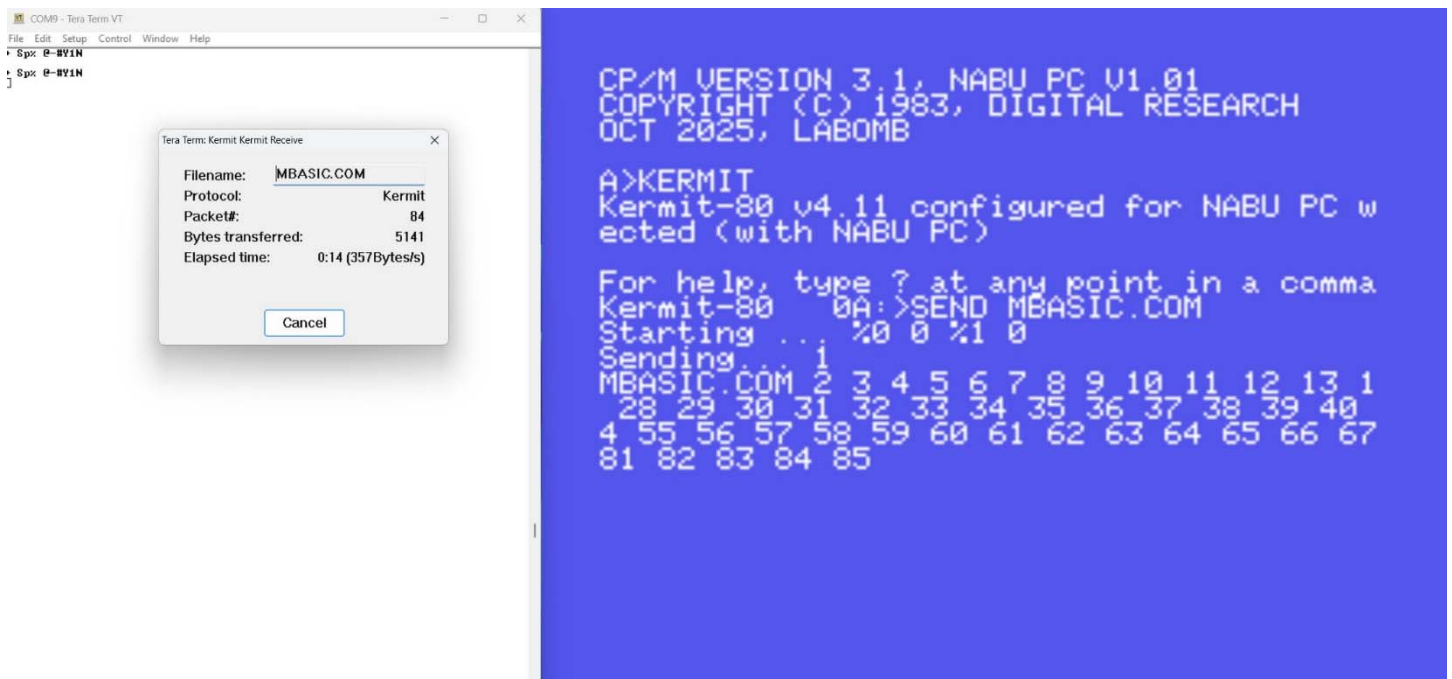 COM9 - Tera Term VT
File Edit Setup Control Window Help
Sp% @-#Y1N
Sp% @-#Y1N
Tera Term: Kermit Kermit Receive
Filename: MBASIC.COM
Protocol: Kermit
Packet#: 84
Bytes transferred: 5141
Elapsed time: 0:14 (357Bytes/s)
Cancel
CP/M VERSION 3.1, NABU PC V1.01
COPYRIGHT (C) 1983, DIGITAL RESEARCH
OCT 2025, LABOMB
A>KERMIT
Kermit-80 v4.11 configured for NABU PC w
ected (with NABU PC)
For help, type ? at any point in a comma
Kermit-80 0A:>SEND MBASIC.COM
Starting ... %0 0 %1 0
Sending... 1
MBASIC.COM 2 3 4 5 6 7 8 9 10 11 12 13 1
28 29 30 31 32 33 34 35 36 37 38 39 40
4 55 56 57 58 59 60 61 62 63 64 65 66 67
81 82 83 84 85